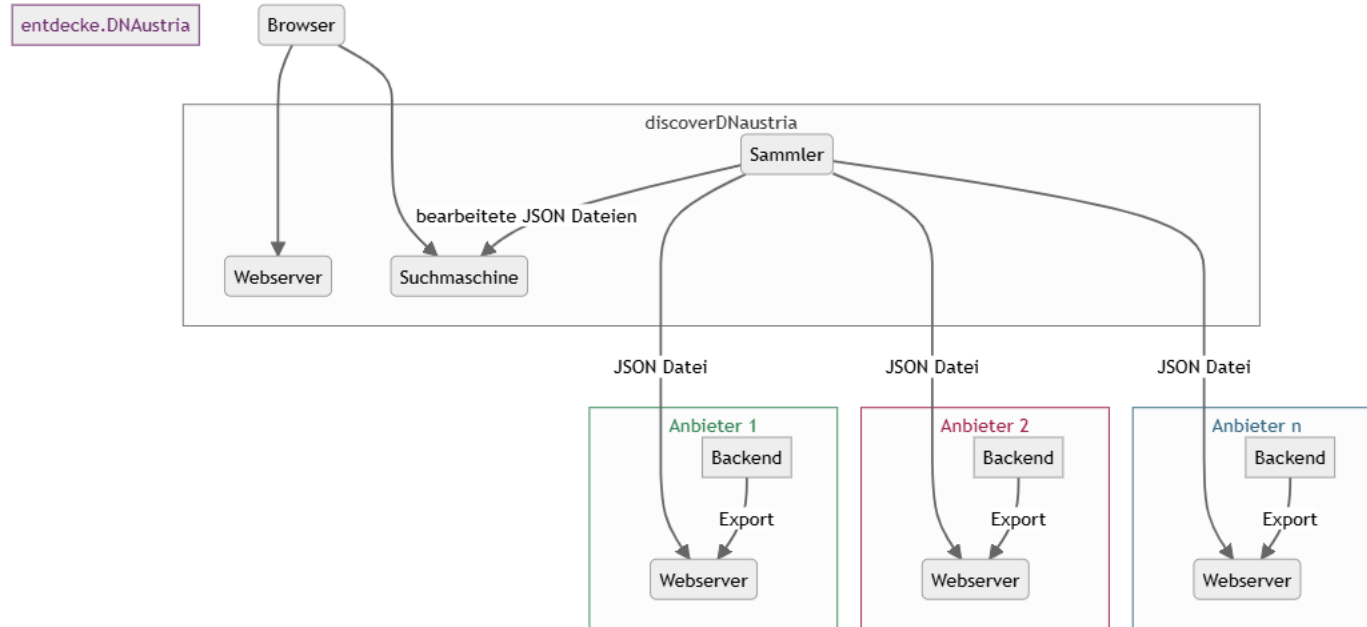 entdecke.DNAustria
Browser
discoverDNaustria
Sammler
bearbeitete JSON Dateien
Webserver
Suchmaschine
JSON Datei
JSON Datei
JSON Datei
Anbieter 1
Anbieter 2
Anbieter n
Backend
Backend
Backend
Export
Export
Export
Webserver
Webserver
Webserver